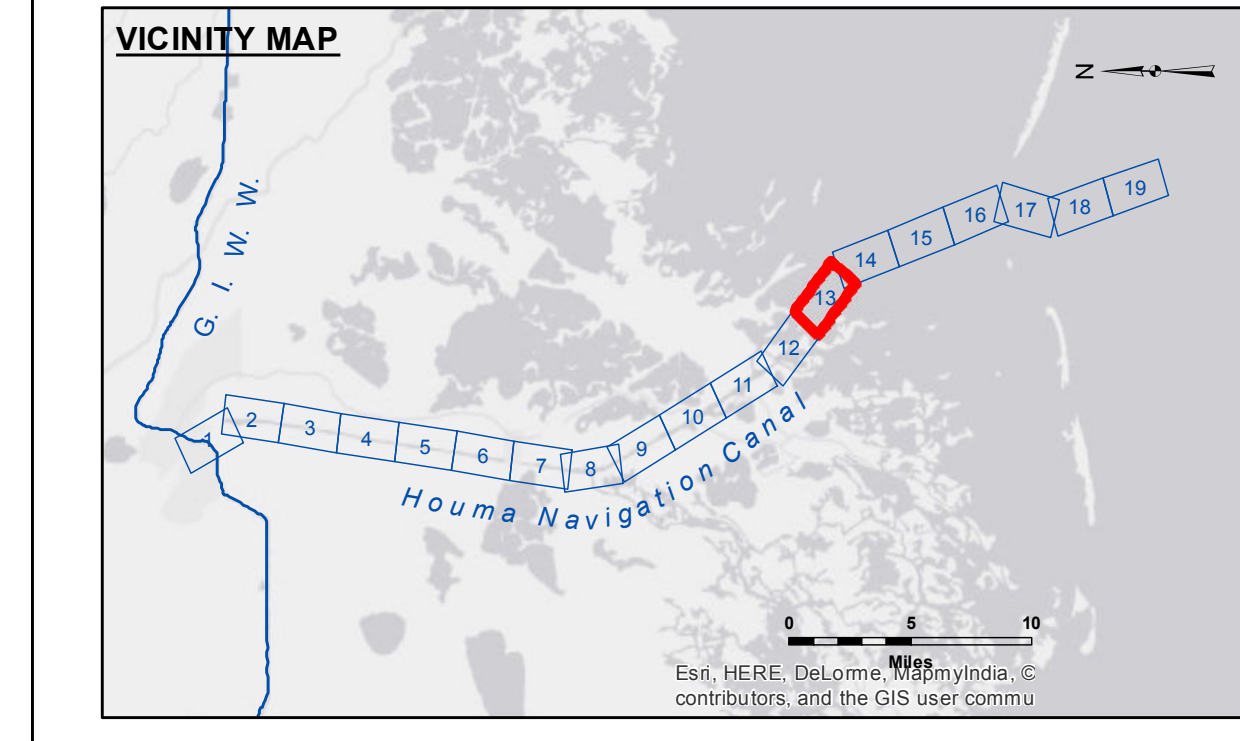 VICINITY MAP
N
G. I. W. W.
1
2
3
4
5
6
7
8
9
10
11
12
13
14
15
16
17
18
19
Houma Navigation Canal
0 5 10
Miles
Esri, HERE, DeLorme, MapmyIndia, ©
contributors, and the GIS user commu